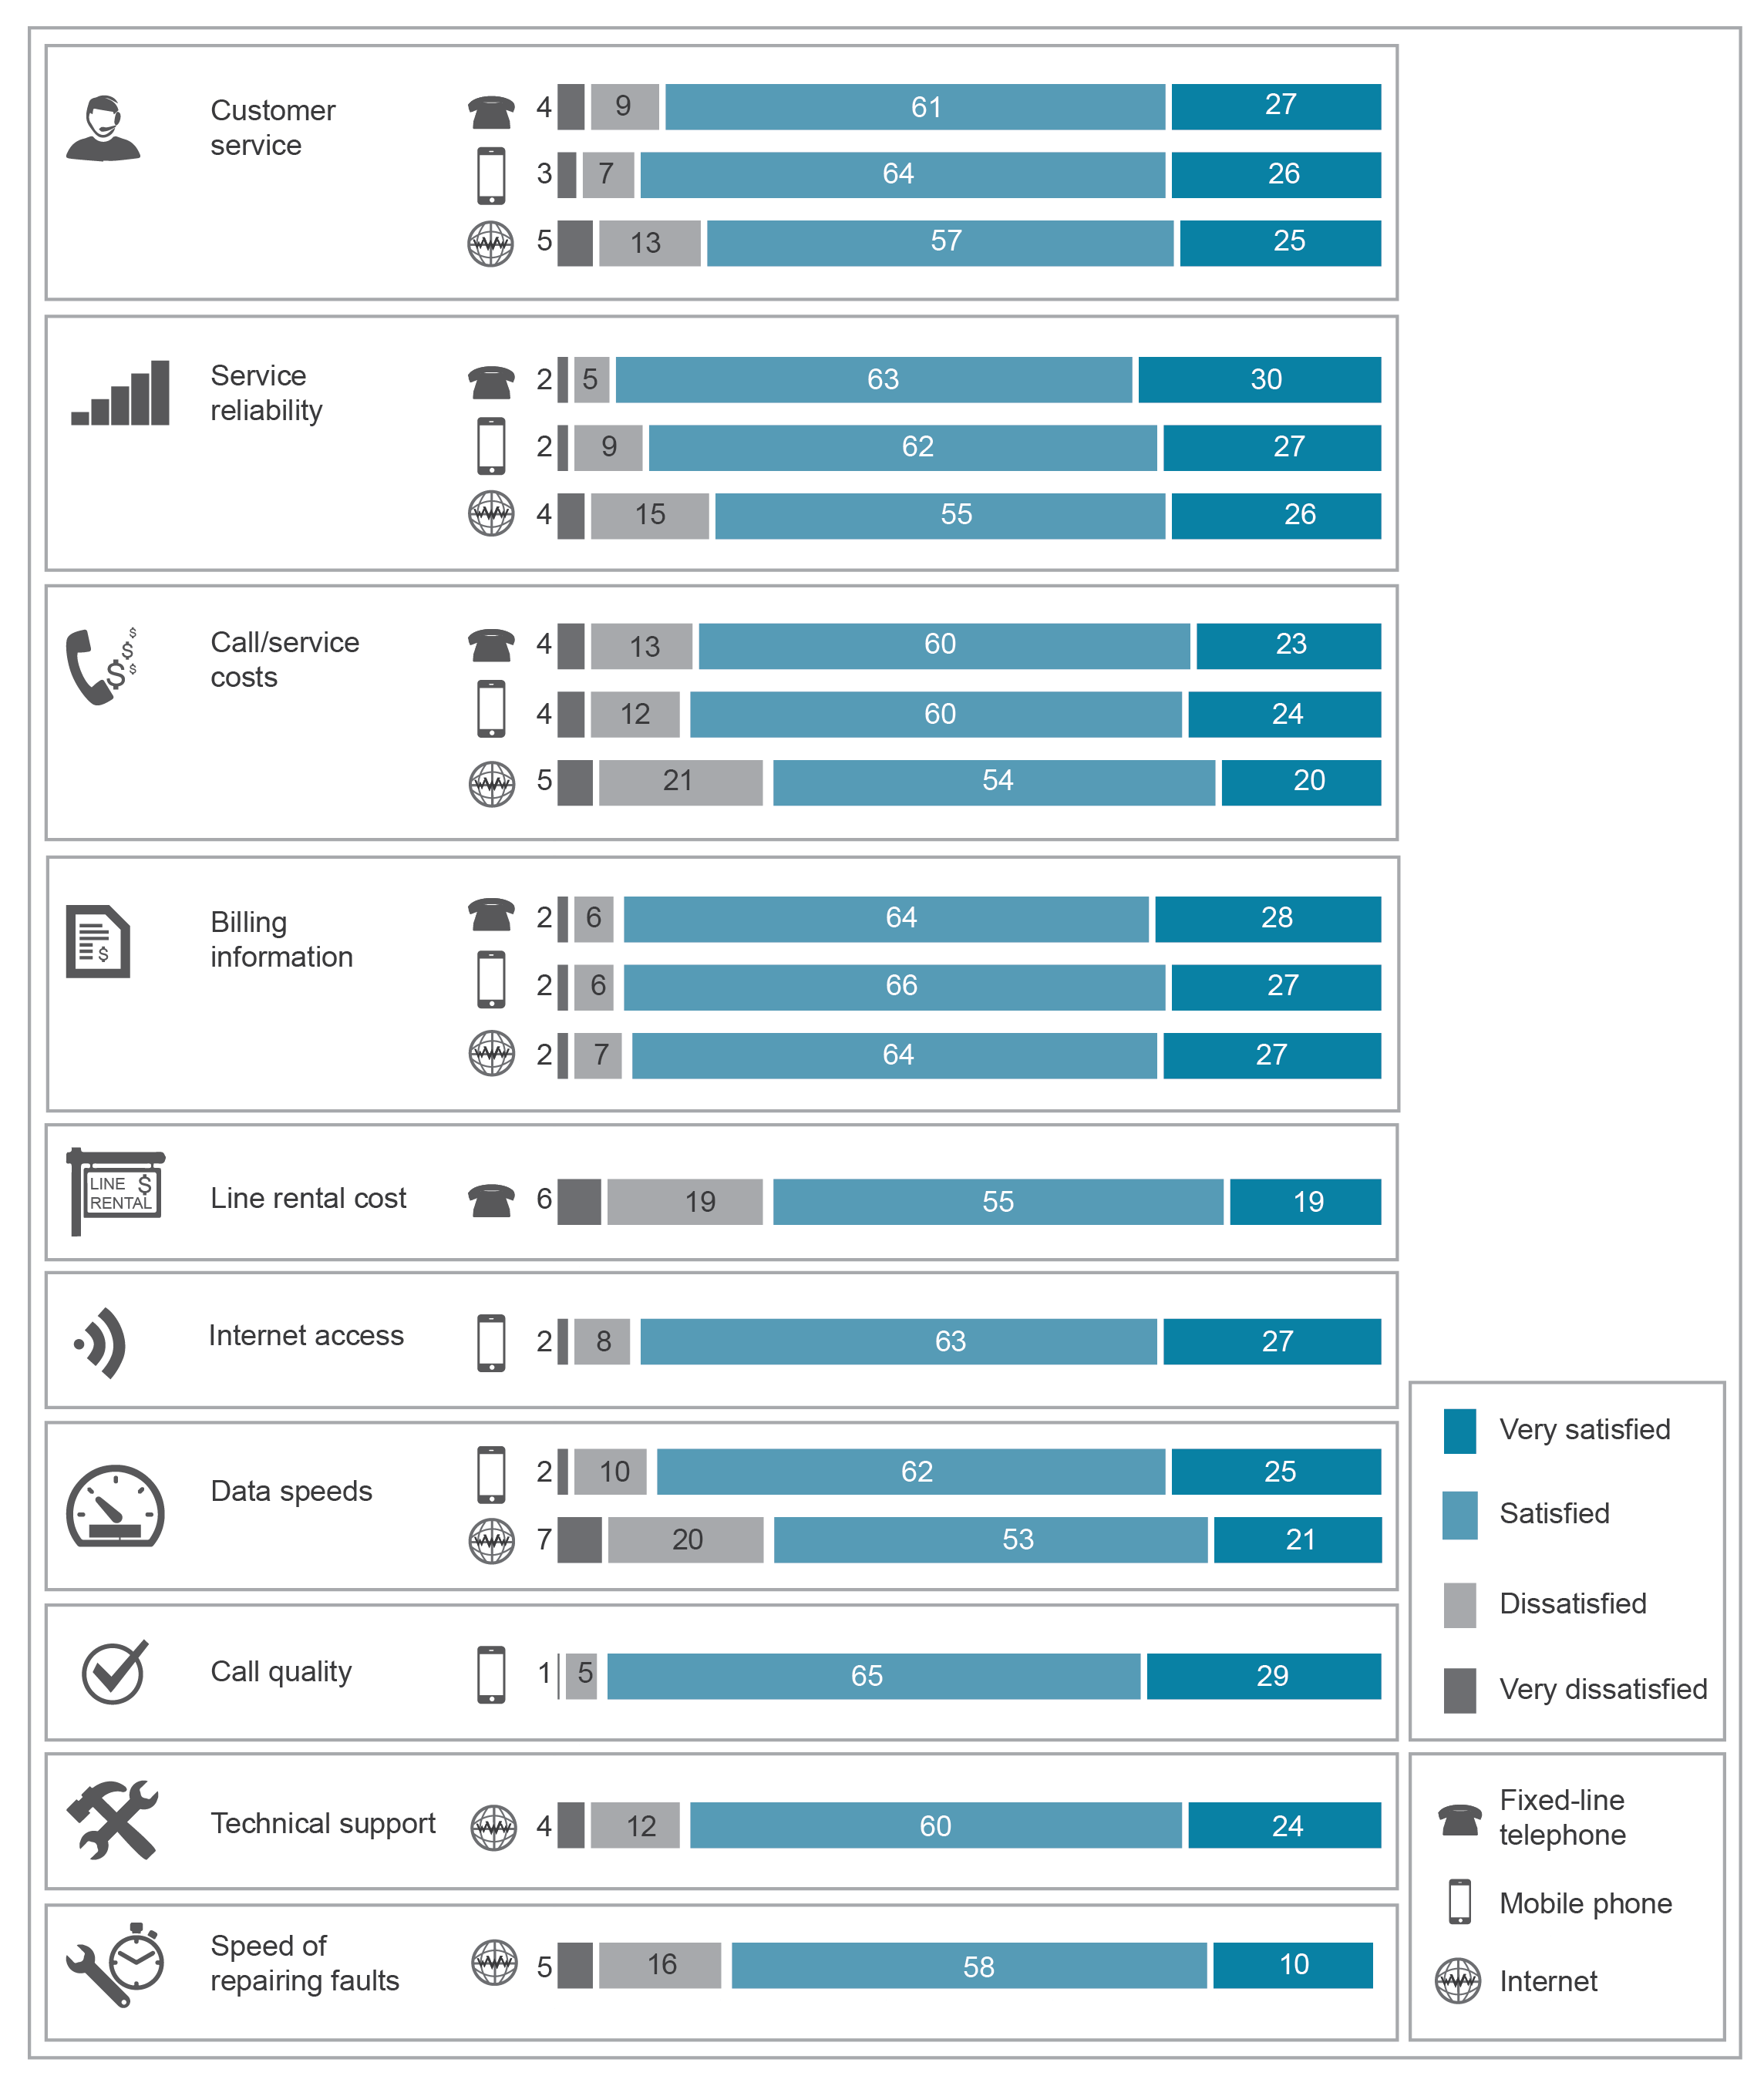 Customer
service
4 9 61 27
3 7 64 26
5 13 57 25
Service
reliability
2 5 63 30
2 9 62 27
4 15 55 26
Call/service
costs
$
$
$
$
4 13 60 23
4 12 60 24
5 21 54 20
Billing
information
$
2 6 64 28
2 6 66 27
2 7 64 27
LINE $
RENTAL
Line rental cost
6 19 55 19
Internet access
2 8 63 27
Data speeds
2 10 62 25
7 20 53 21
Call quality
1 5 65 29
Technical support
4 12 60 24
Speed of
repairing faults
5 16 58 10
Very satisfied
Satisfied
Dissatisfied
Very dissatisfied
Fixed-line
telephone
Mobile phone
Internet